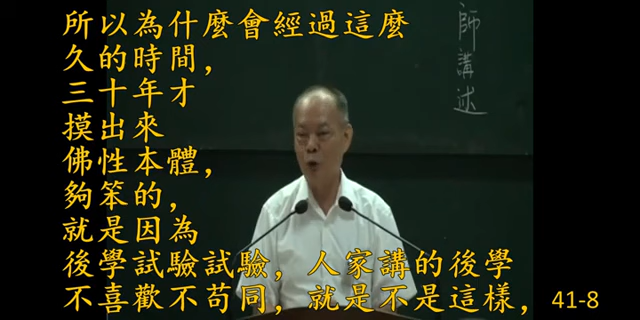 所以為什麼會經過這麼
久的時間，
三十年才
摸出來
佛性本體，
夠笨的，
就是因為
後學試驗試驗，人家講的後學
不喜歡不苟同，就是不是這樣，
41-8
師講述